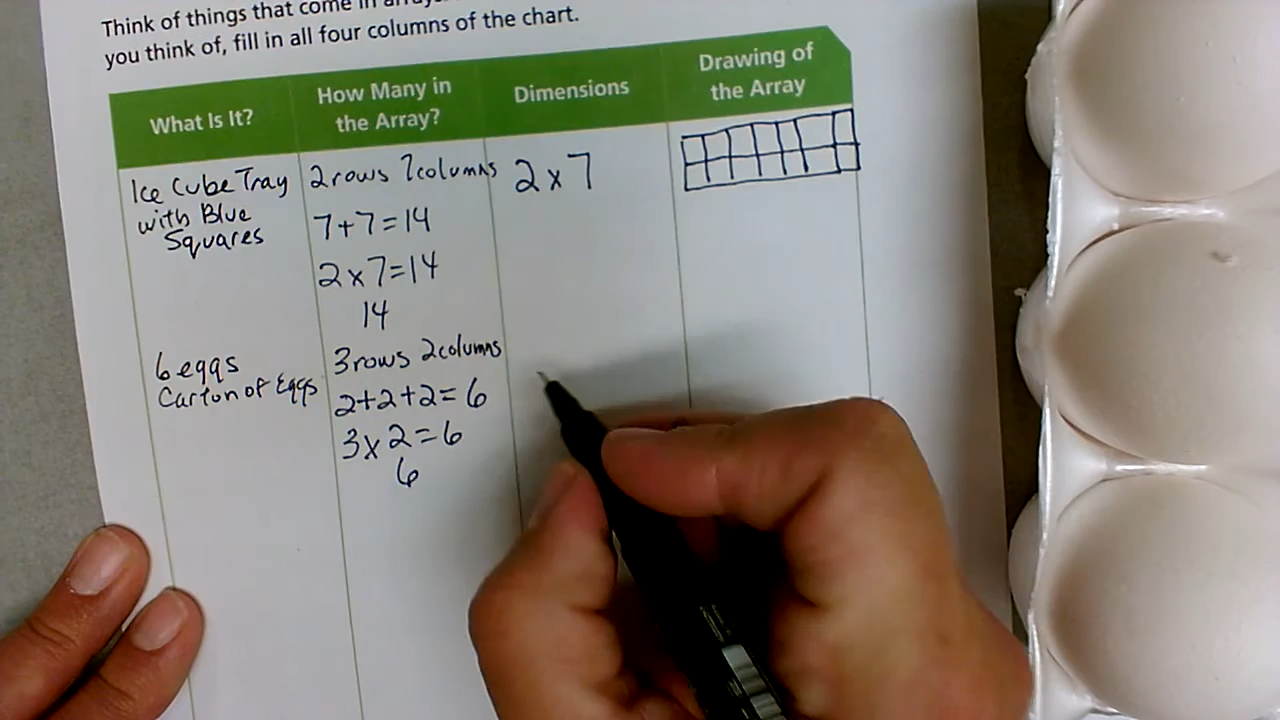 Think of things that come in
you think of, fill in all four columns of the chart.
What Is It?
How Many in
the Array?
Dimensions
Drawing of
the Array
Ice Cube Tray
with Blue
Squares
2 rows 7 columns
7+7=14
2x7=14
14
2 x 7
6 eggs
Carton of Eggs
3 rows 2 columns
2+2+2=6
3x2=6
6